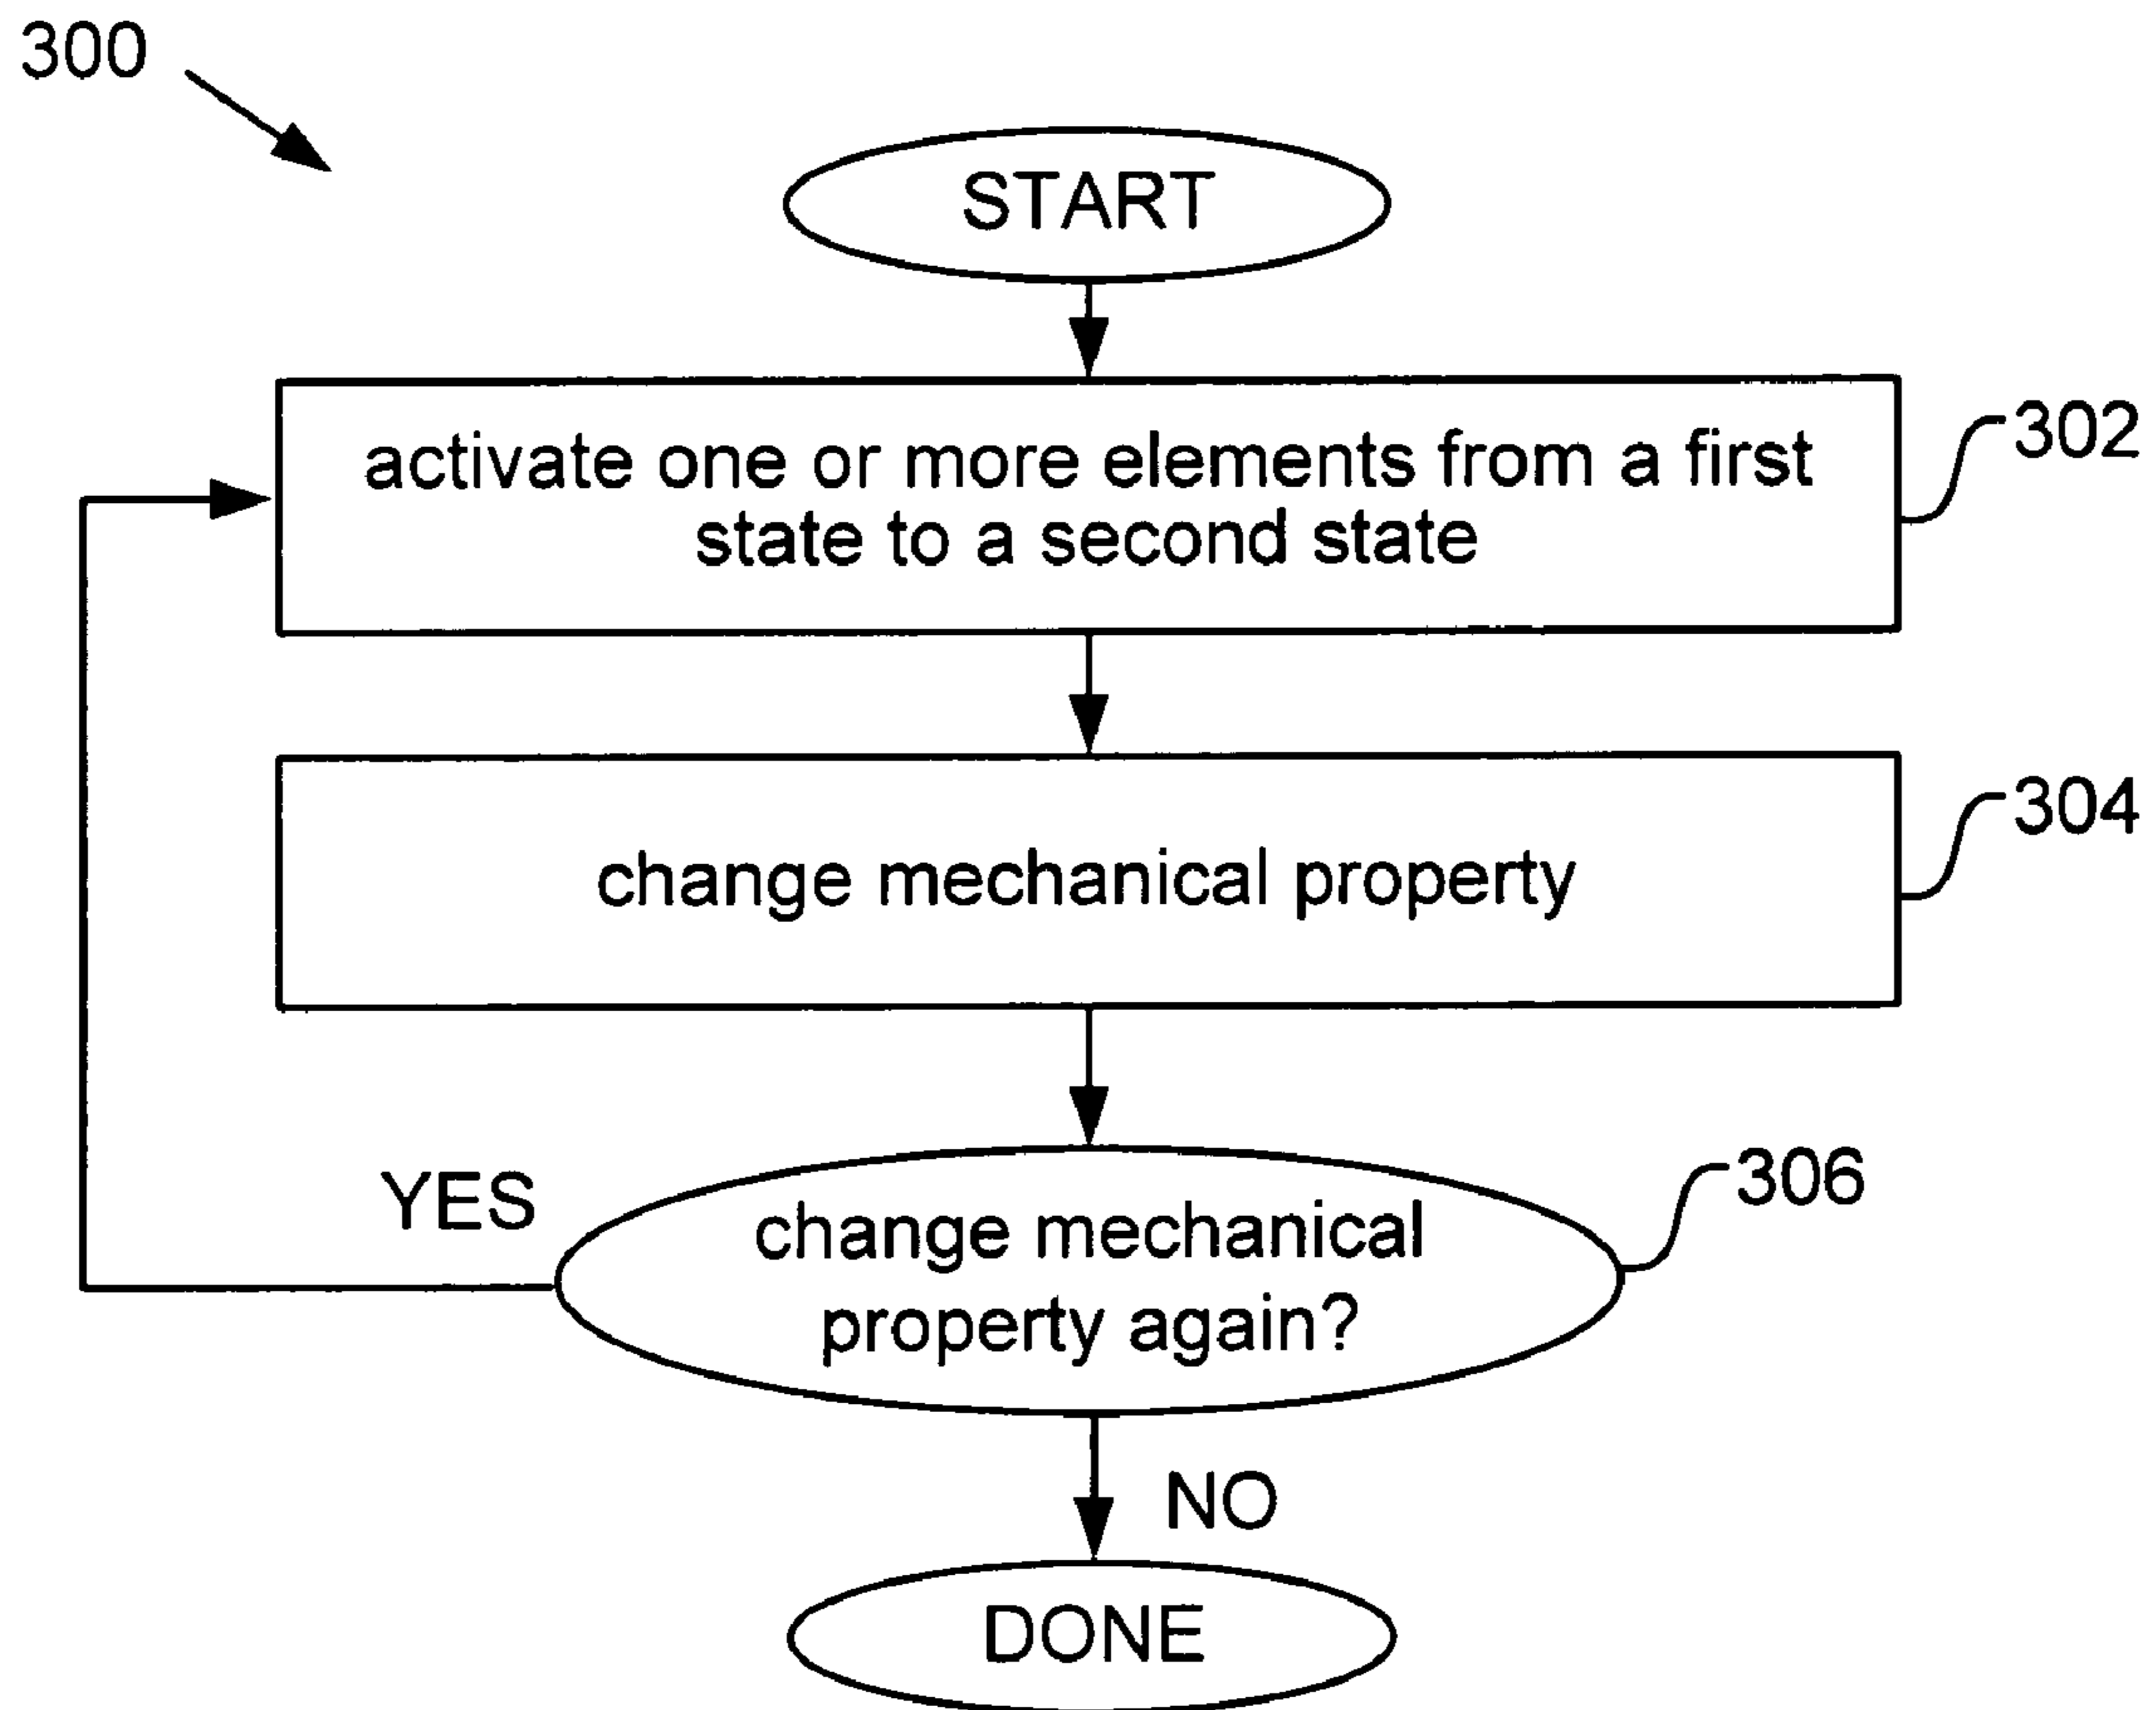 300
START
activate one or more elements from a first
state to a second state
302
change mechanical property
304
YES
change mechanical
property again?
306
NO
DONE